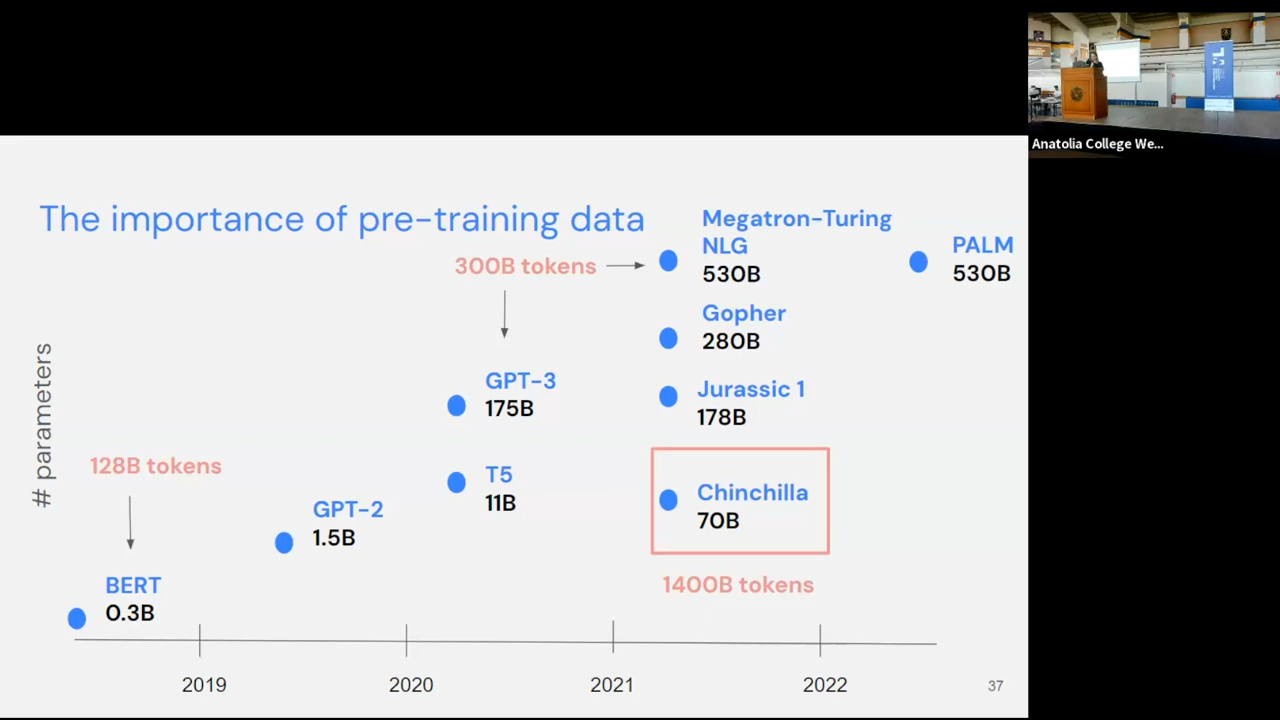 Anatolia College We...
The importance of pre-training data
Megatron-Turing
NLG
530B
PALM
530B
300B tokens
Gopher
280B
GPT-3
175B
Jurassic 1
178B
# parameters
128B tokens
T5
11B
Chinchilla
70B
GPT-2
1.5B
1400B tokens
BERT
0.3B
2019
2020
2021
2022
37